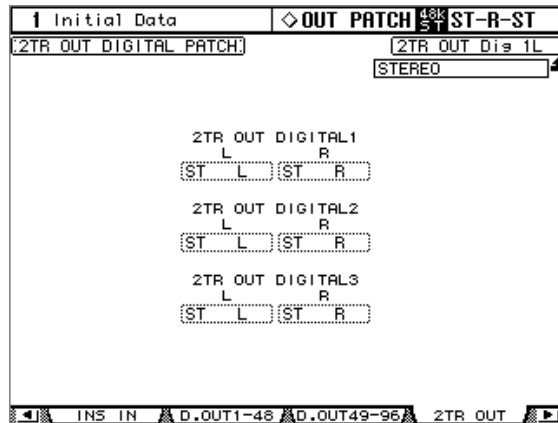 1 Initial Data ◇OUT PATCH 48K ST ST-R-ST
2TR OUT DIGITAL PATCH 2TR OUT Dig 1L
STEREO
2TR OUT DIGITAL1
L R
ST L ST R
2TR OUT DIGITAL2
L R
ST L ST R
2TR OUT DIGITAL3
L R
ST L ST R
INS IN D.OUT1-48 D.OUT49-96 2TR OUT